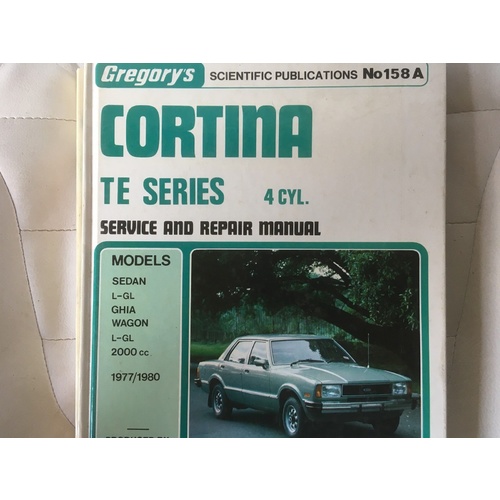 Gregory's SCIENTIFIC PUBLICATIONS No158A
CORTINA
TE SERIES 4 CYL.
SERVICE AND REPAIR MANUAL
MODELS
SEDAN
L-GL
GHIA
WAGON
L-GL
2000 cc
1977/1980